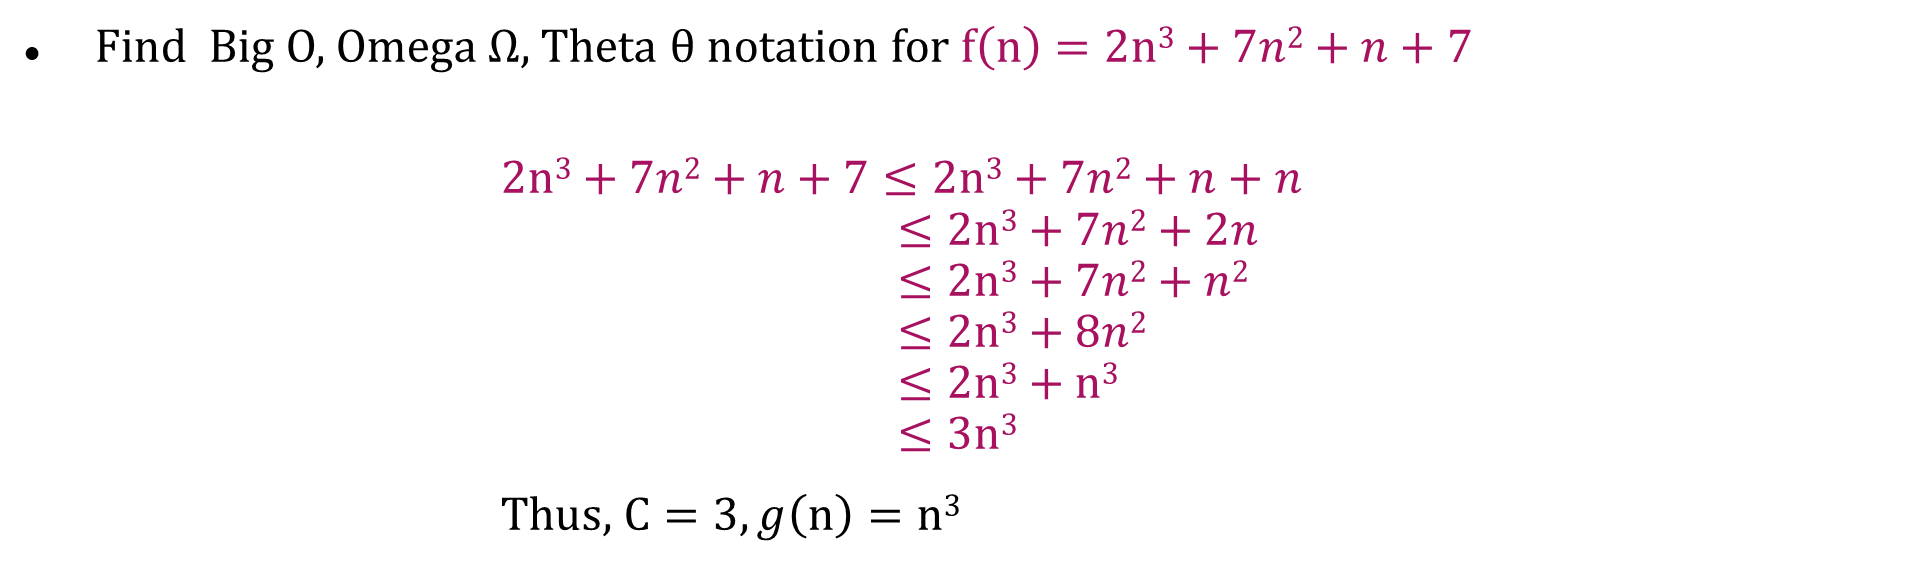 • Find Big O, Omega Ω, Theta θ notation for f(n) = 2n³ + 7n² + n + 7
2n³ + 7n² + n + 7 ≤ 2n³ + 7n² + n + n
≤ 2n³ + 7n² + 2n
≤ 2n³ + 7n² + n²
≤ 2n³ + 8n²
≤ 2n³ + n³
≤ 3n³
Thus, C = 3, g(n) = n³